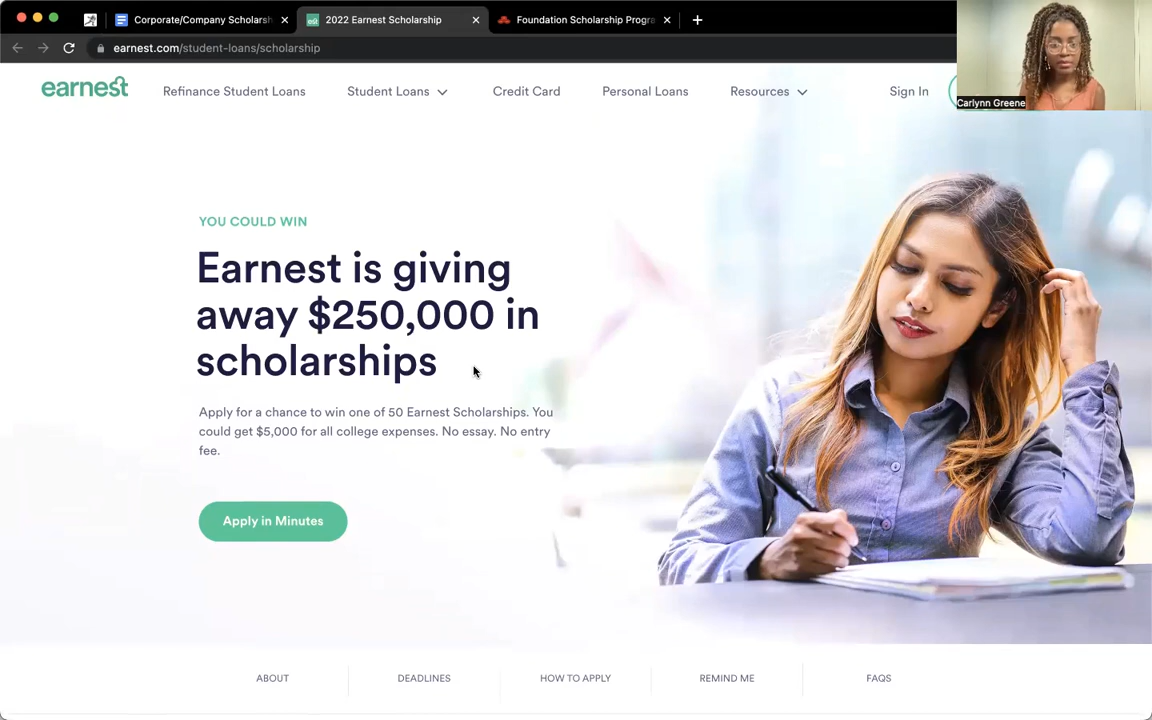 Corporate/Company Scholarsh
2022 Earnest Scholarship
Foundation Scholarship Progra
earnest.com/student-loans/scholarship
earnest
Refinance Student Loans
Student Loans
Credit Card
Personal Loans
Resources
Sign In
Carlynn Greene
YOU COULD WIN
Earnest is giving
away $250,000 in
scholarships
Apply for a chance to win one of 50 Earnest Scholarships. You
could get $5,000 for all college expenses. No essay. No entry
fee.
Apply in Minutes
ABOUT
DEADLINES
HOW TO APPLY
REMIND ME
FAQS